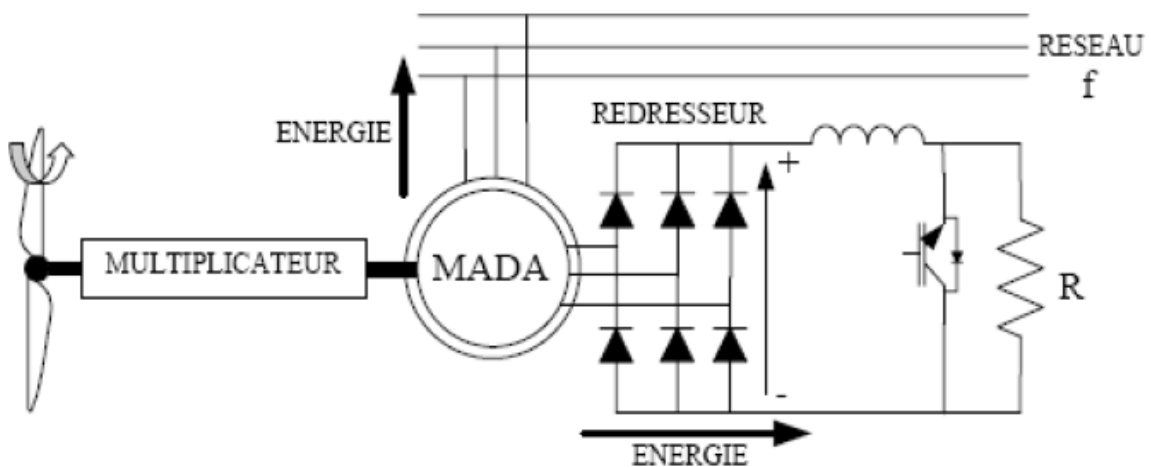 RESEAU
f
REDRESSEUR
ENERGIE
+
MULTIPLICATEUR
MADA
R
-
ENERGIE